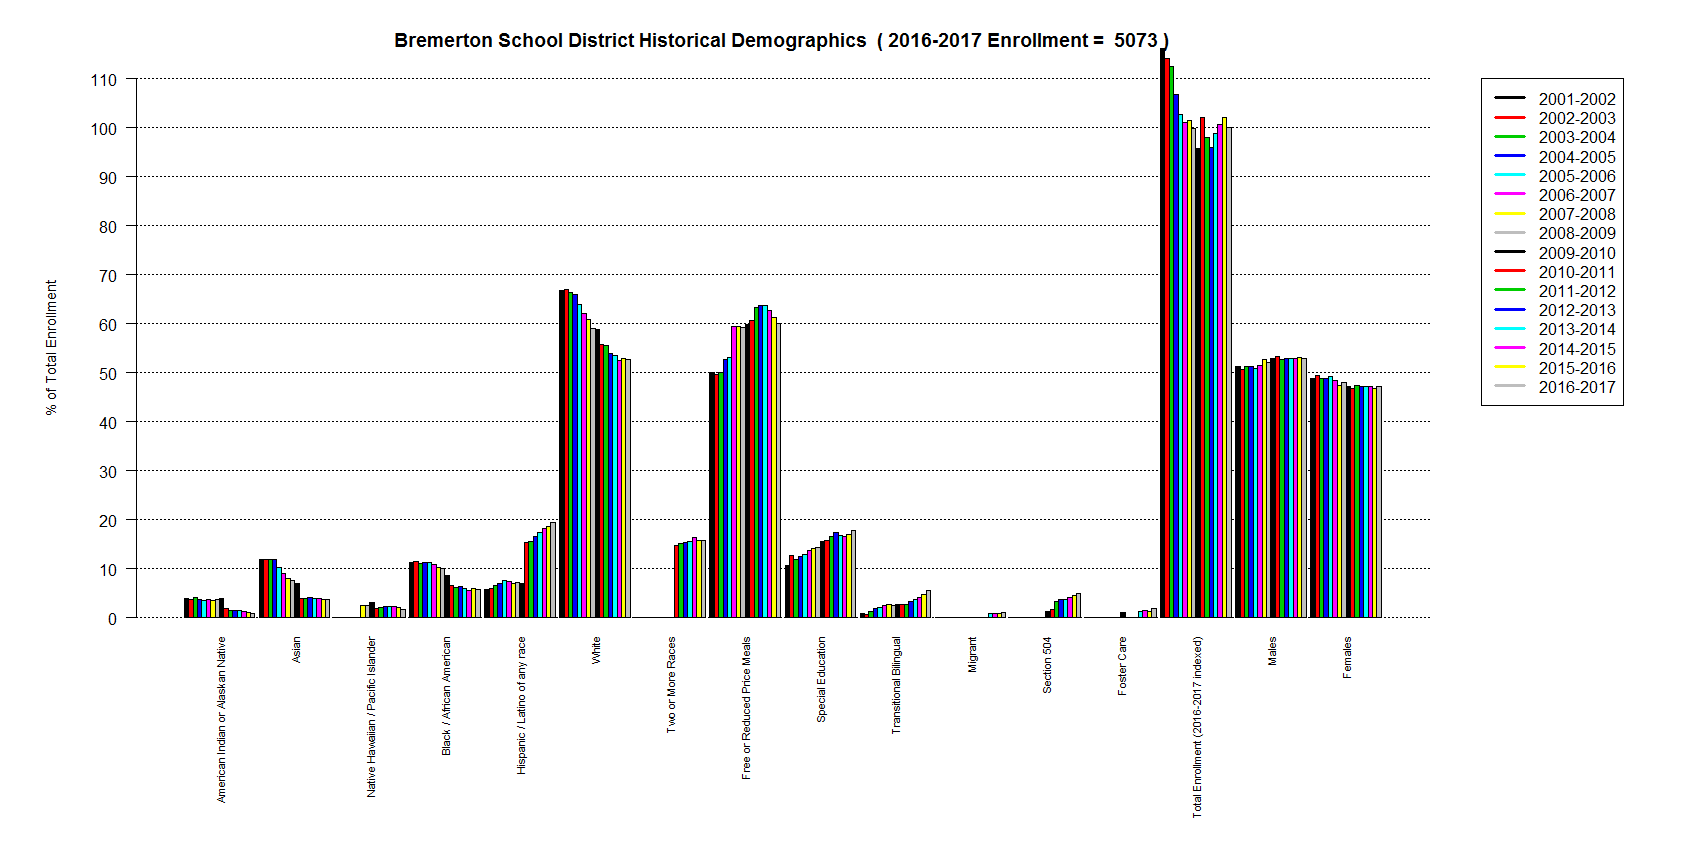 Bremerton School District Historical Demographics ( 2016-2017 Enrollment = 5073 )
% of Total Enrollment
110
100
90
80
70
60
50
40
30
20
10
0
American Indian or Alaskan Native
Asian
Native Hawaiian / Pacific Islander
Black / African American
Hispanic / Latino of any race
White
Two or More Races
Free or Reduced Price Meals
Special Education
Transitional Bilingual
Migrant
Section 504
Foster Care
Total Enrollment (2016-2017 indexed)
Males
Females
2001-2002
2002-2003
2003-2004
2004-2005
2005-2006
2006-2007
2007-2008
2008-2009
2009-2010
2010-2011
2011-2012
2012-2013
2013-2014
2014-2015
2015-2016
2016-2017